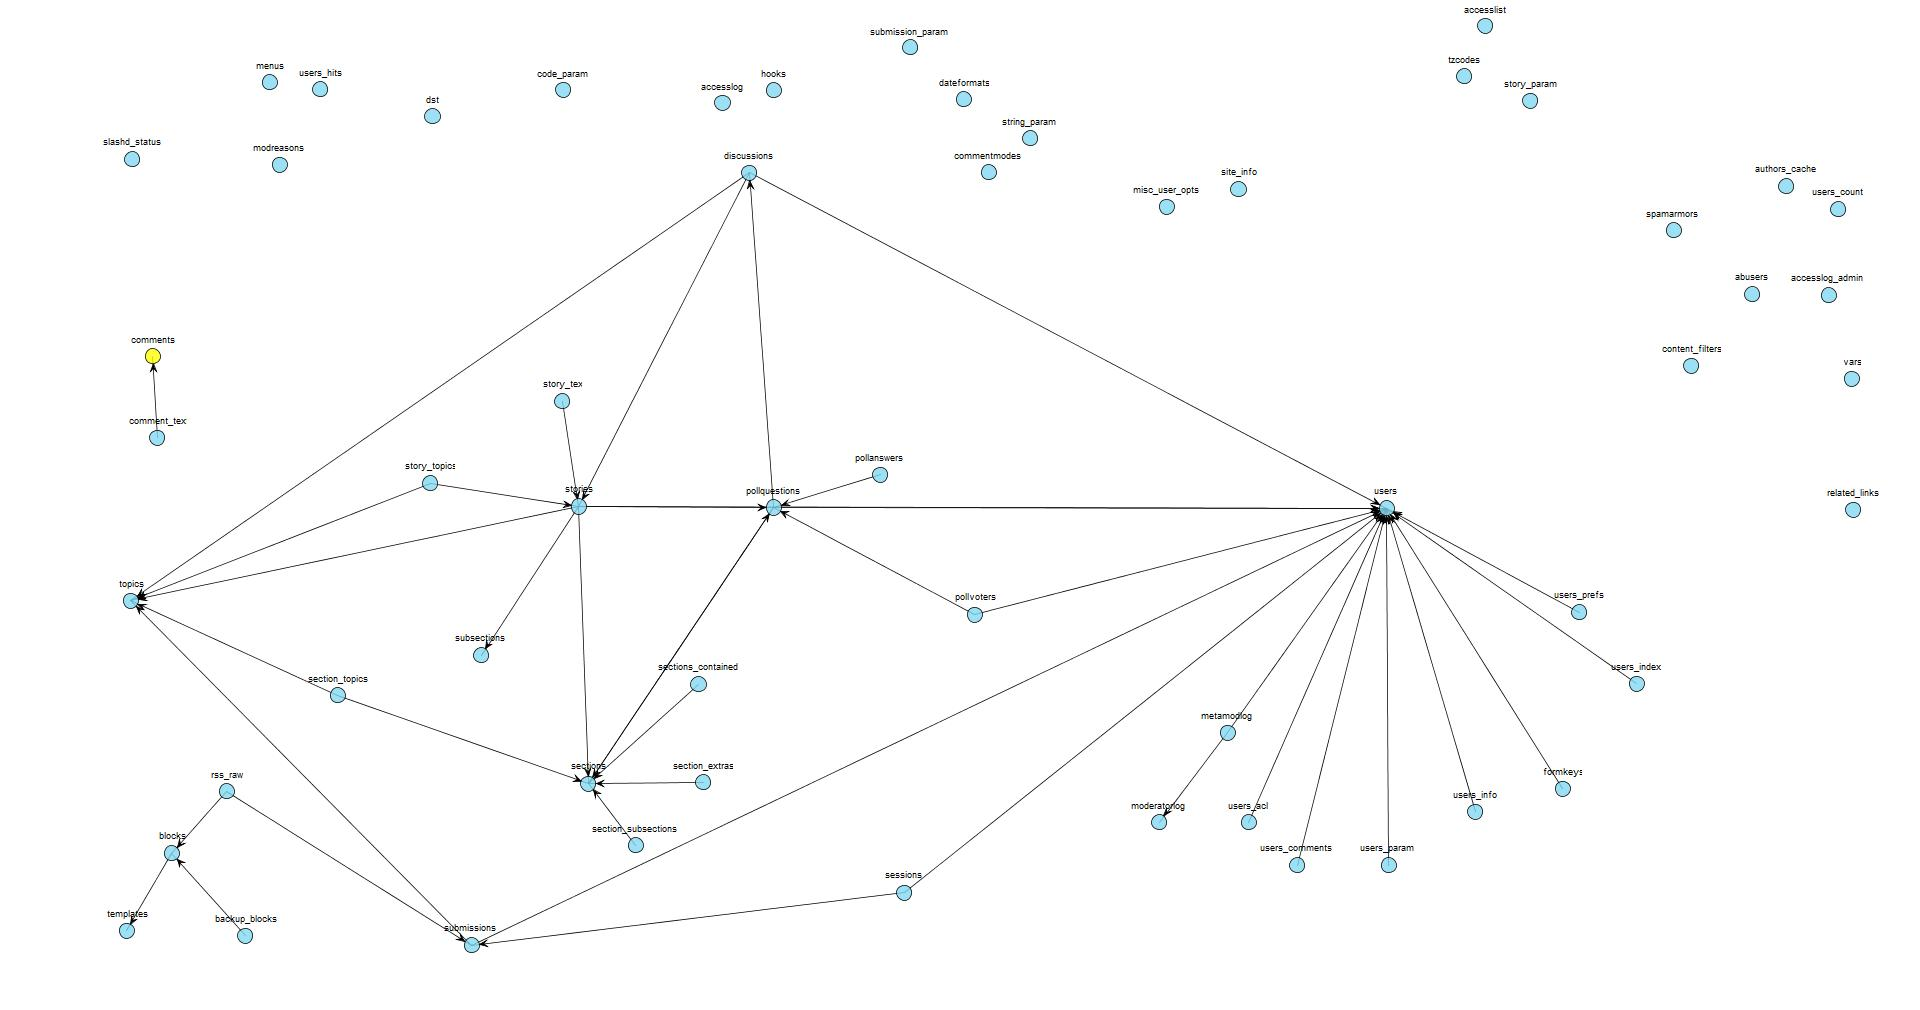 accesslist
submission_param
tzcodes
menus
users_hits
code_param
hooks
accesslog
dateformats
story_param
dst
string_param
slashd_status
modreasons
discussions
commentmodes
authors_cache
site_info
misc_user_opts
users_count
spamarmors
abusers
accesslog_admin
comments
content_filters
vars
story_tex
comment_tex
story_topics
pollanswers
stories
pollquestions
users
related_links
topics
pollvoters
users_prefs
subsections
sections_contained
users_index
section_topics
metamodlog
sections
section_extras
rss_raw
formkeys
users_info
moderatorlog
users_acl
blocks
section_subsections
users_comments
users_param
sessions
templates
backup_blocks
submissions